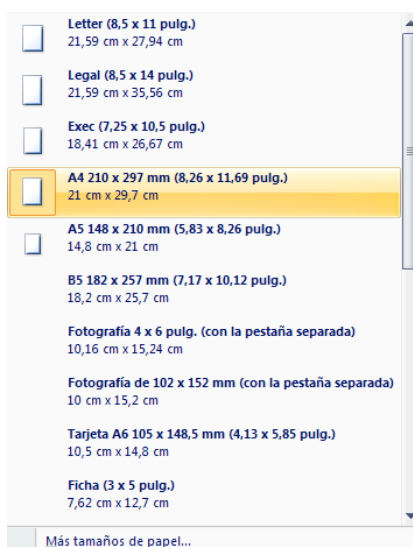 Letter (8,5 x 11 pulg.)
21,59 cm x 27,94 cm
Legal (8,5 x 14 pulg.)
21,59 cm x 35,56 cm
Exec (7,25 x 10,5 pulg.)
18,41 cm x 26,67 cm
A4 210 x 297 mm (8,26 x 11,69 pulg.)
21 cm x 29,7 cm
A5 148 x 210 mm (5,83 x 8,26 pulg.)
14,8 cm x 21 cm
B5 182 x 257 mm (7,17 x 10,12 pulg.)
18,2 cm x 25,7 cm
Fotografía 4 x 6 pulg. (con la pestaña separada)
10,16 cm x 15,24 cm
Fotografía de 102 x 152 mm (con la pestaña separada)
10 cm x 15,2 cm
Tarjeta A6 105 x 148,5 mm (4,13 x 5,85 pulg.)
10,5 cm x 14,8 cm
Ficha (3 x 5 pulg.)
7,62 cm x 12,7 cm
Más tamaños de papel...